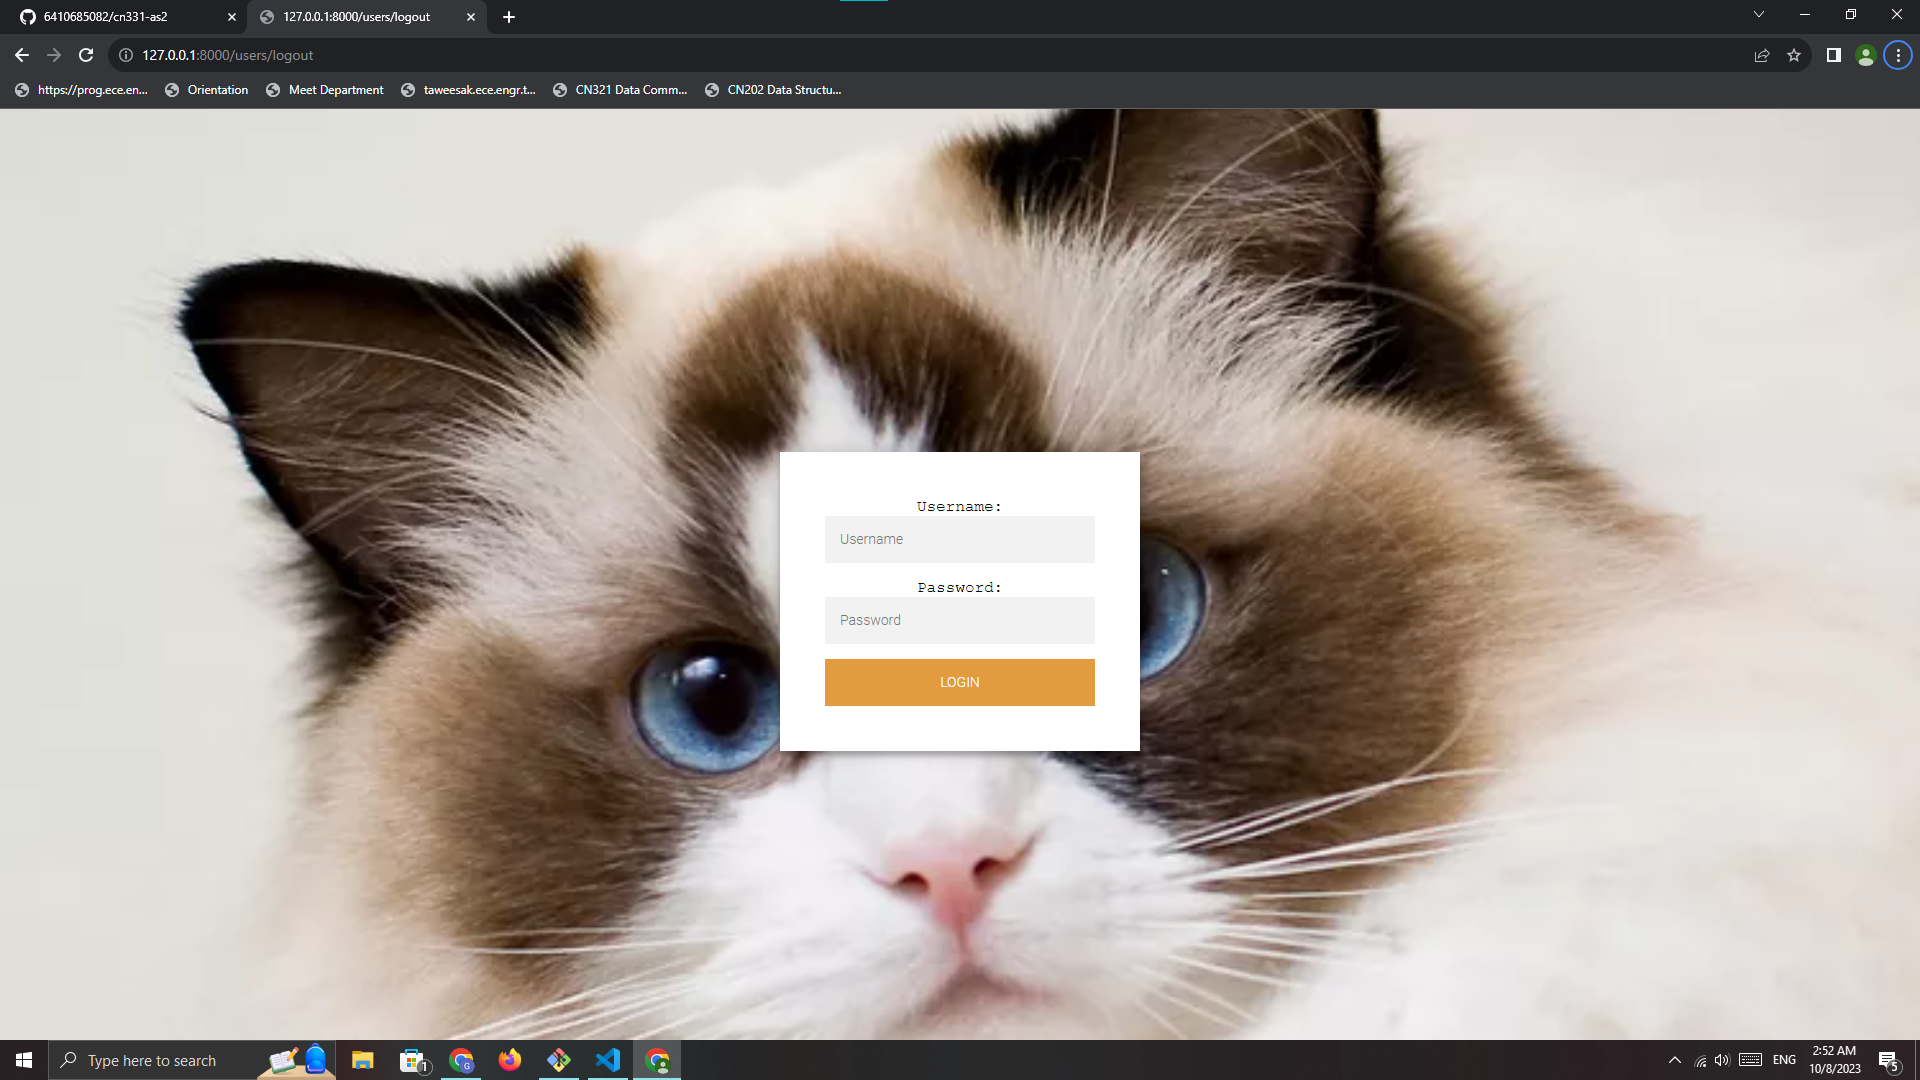 6410685082/cn331-as2
127.0.0.1:8000/users/logout
127.0.0.1:8000/users/logout
https://prog.ece.en... Orientation Meet Department taweesak.ece.engr.t... CN321 Data Comm... CN202 Data Structu...
Username:
Username
Password:
Password
LOGIN
Type here to search
1
G
ENG
2:52 AM
10/8/2023
5